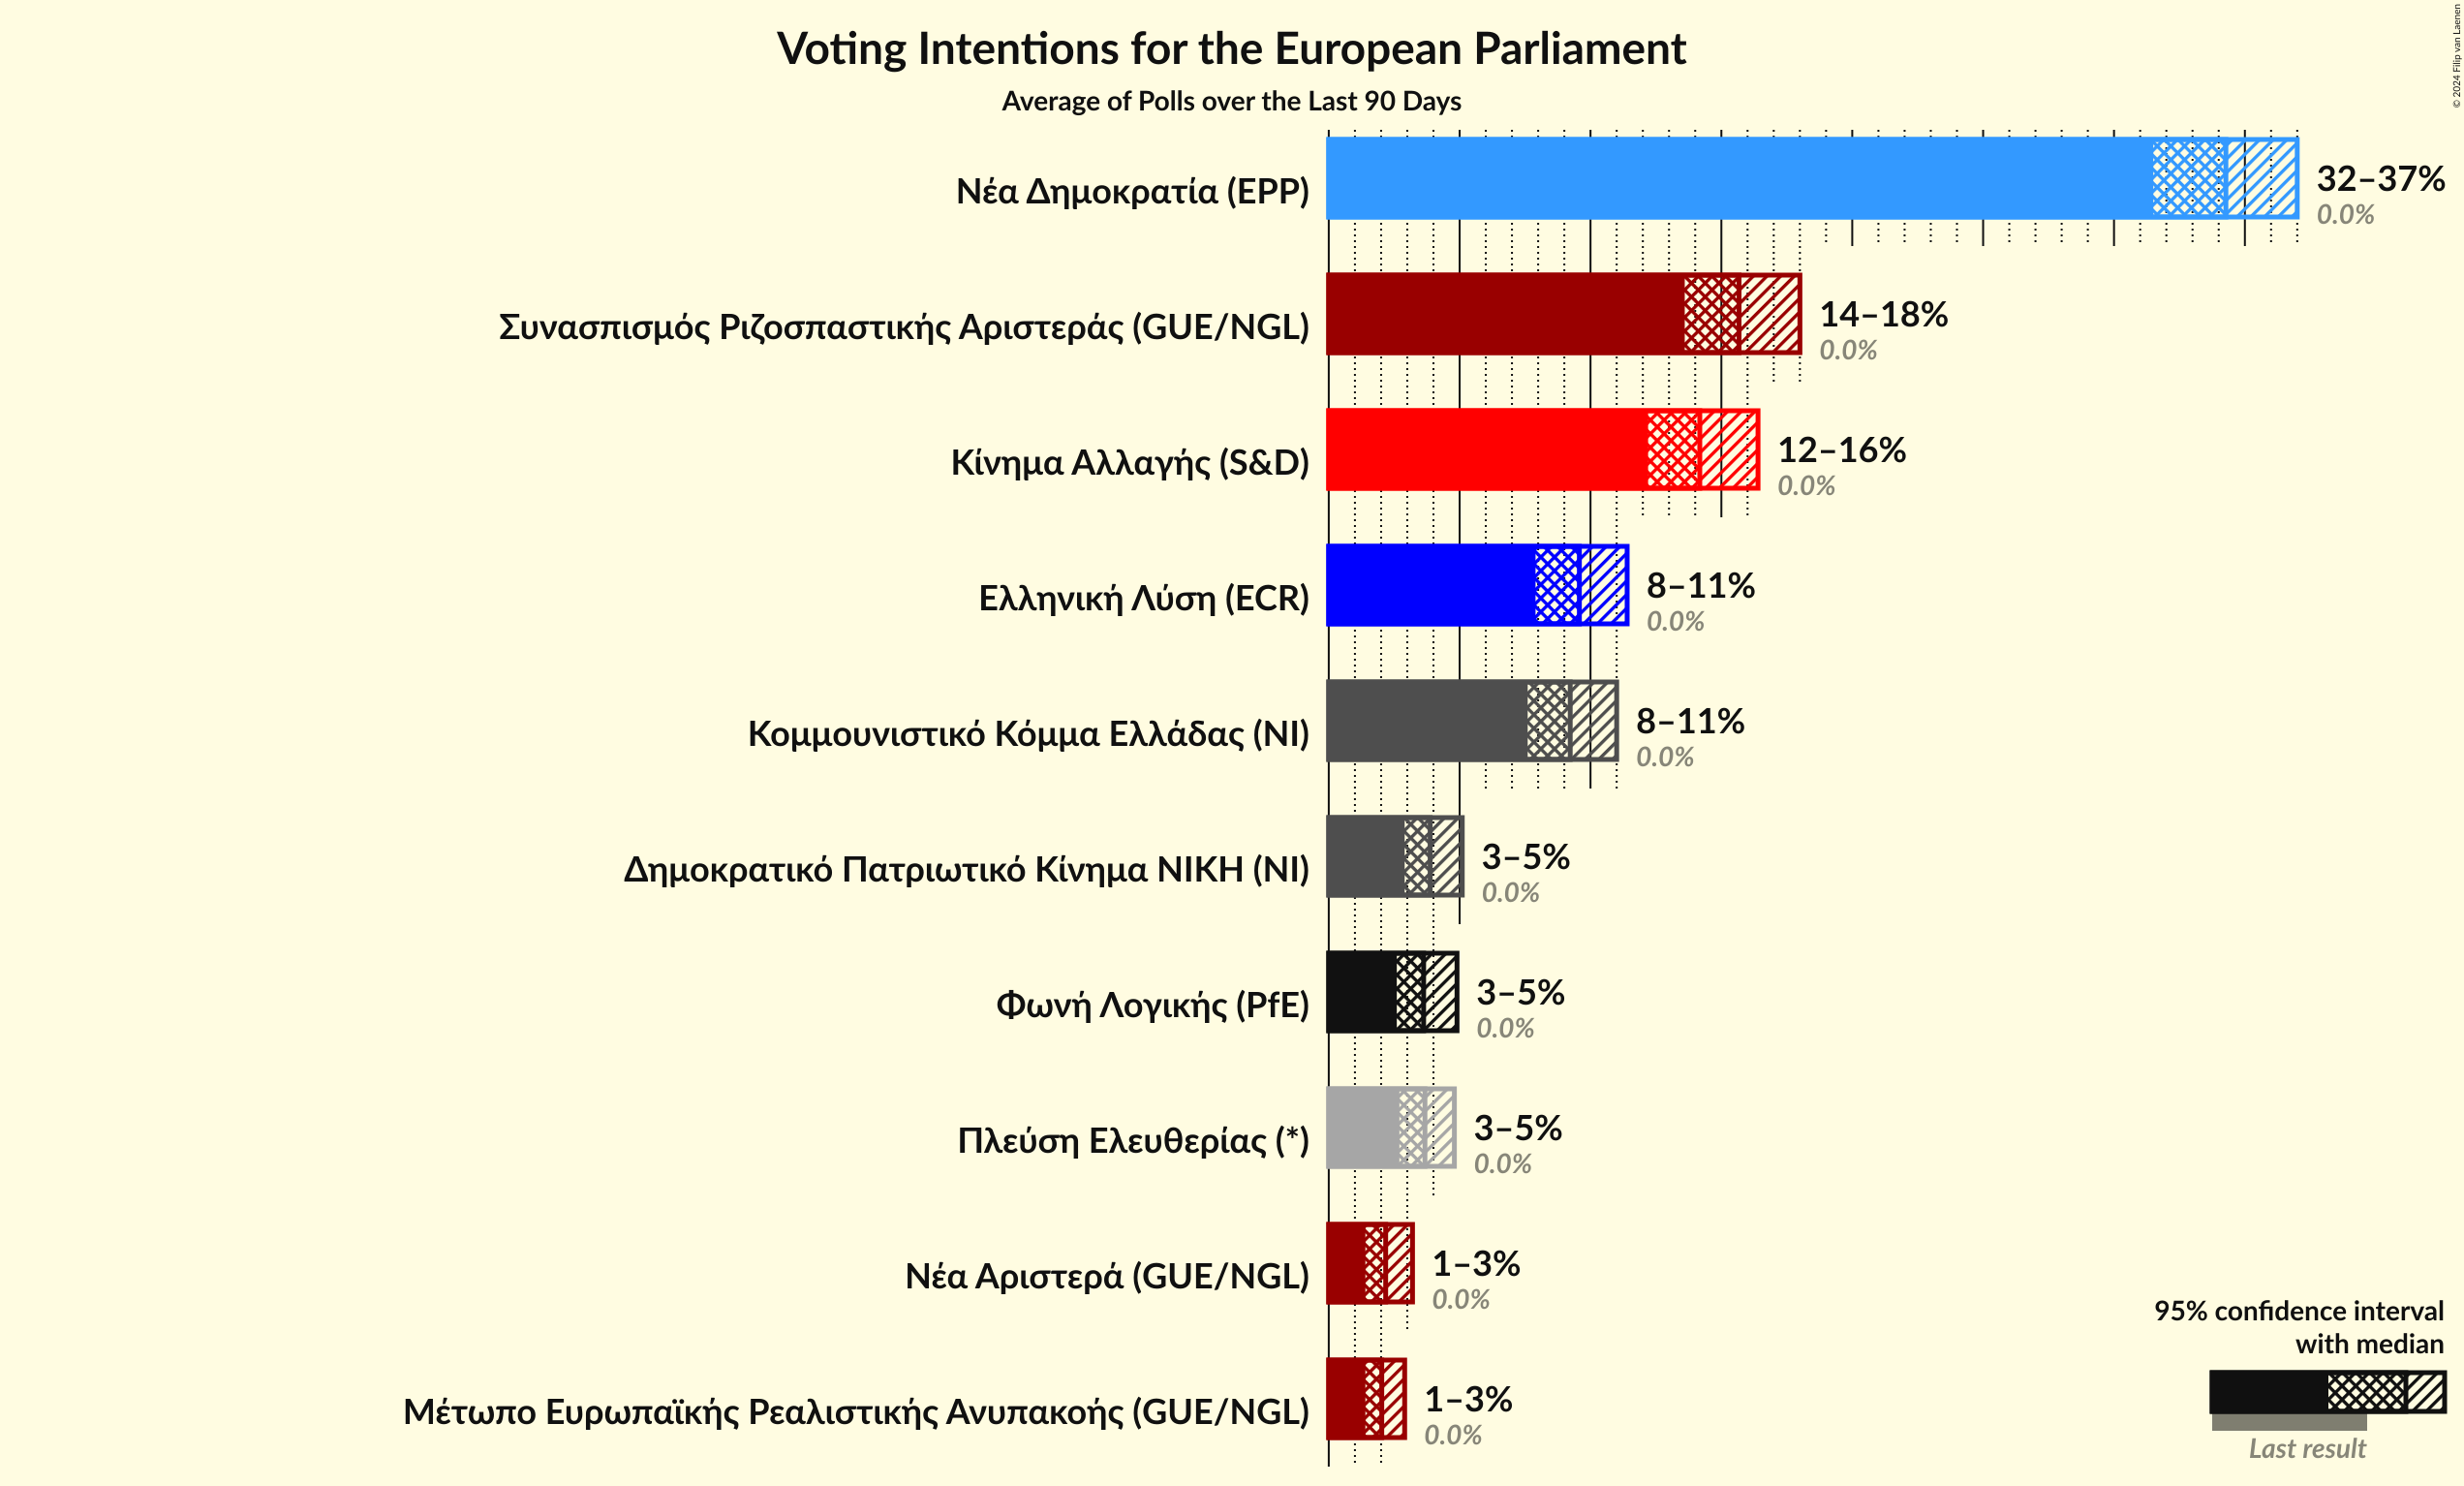 Voting Intentions for the European Parliament
Average of Polls over the Last 90 Days
© 2024 Filip van Laenen
Νέα Δημοκρατία (EPP)
32–37%
0.0%
Συνασπισμός Ριζοσπαστικής Αριστεράς (GUE/NGL)
14–18%
0.0%
Κίνημα Αλλαγής (S&D)
12–16%
0.0%
Ελληνική Λύση (ECR)
8–11%
0.0%
Κομμουνιστικό Κόμμα Ελλάδας (NI)
8–11%
0.0%
Δημοκρατικό Πατριωτικό Κίνημα ΝΙΚΗ (NI)
3–5%
0.0%
Φωνή Λογικής (PfE)
3–5%
0.0%
Πλεύση Ελευθερίας (*)
3–5%
0.0%
Νέα Αριστερά (GUE/NGL)
1–3%
0.0%
Μέτωπο Ευρωπαϊκής Ρεαλιστικής Ανυπακοής (GUE/NGL)
1–3%
0.0%
95% confidence interval
with median
Last result